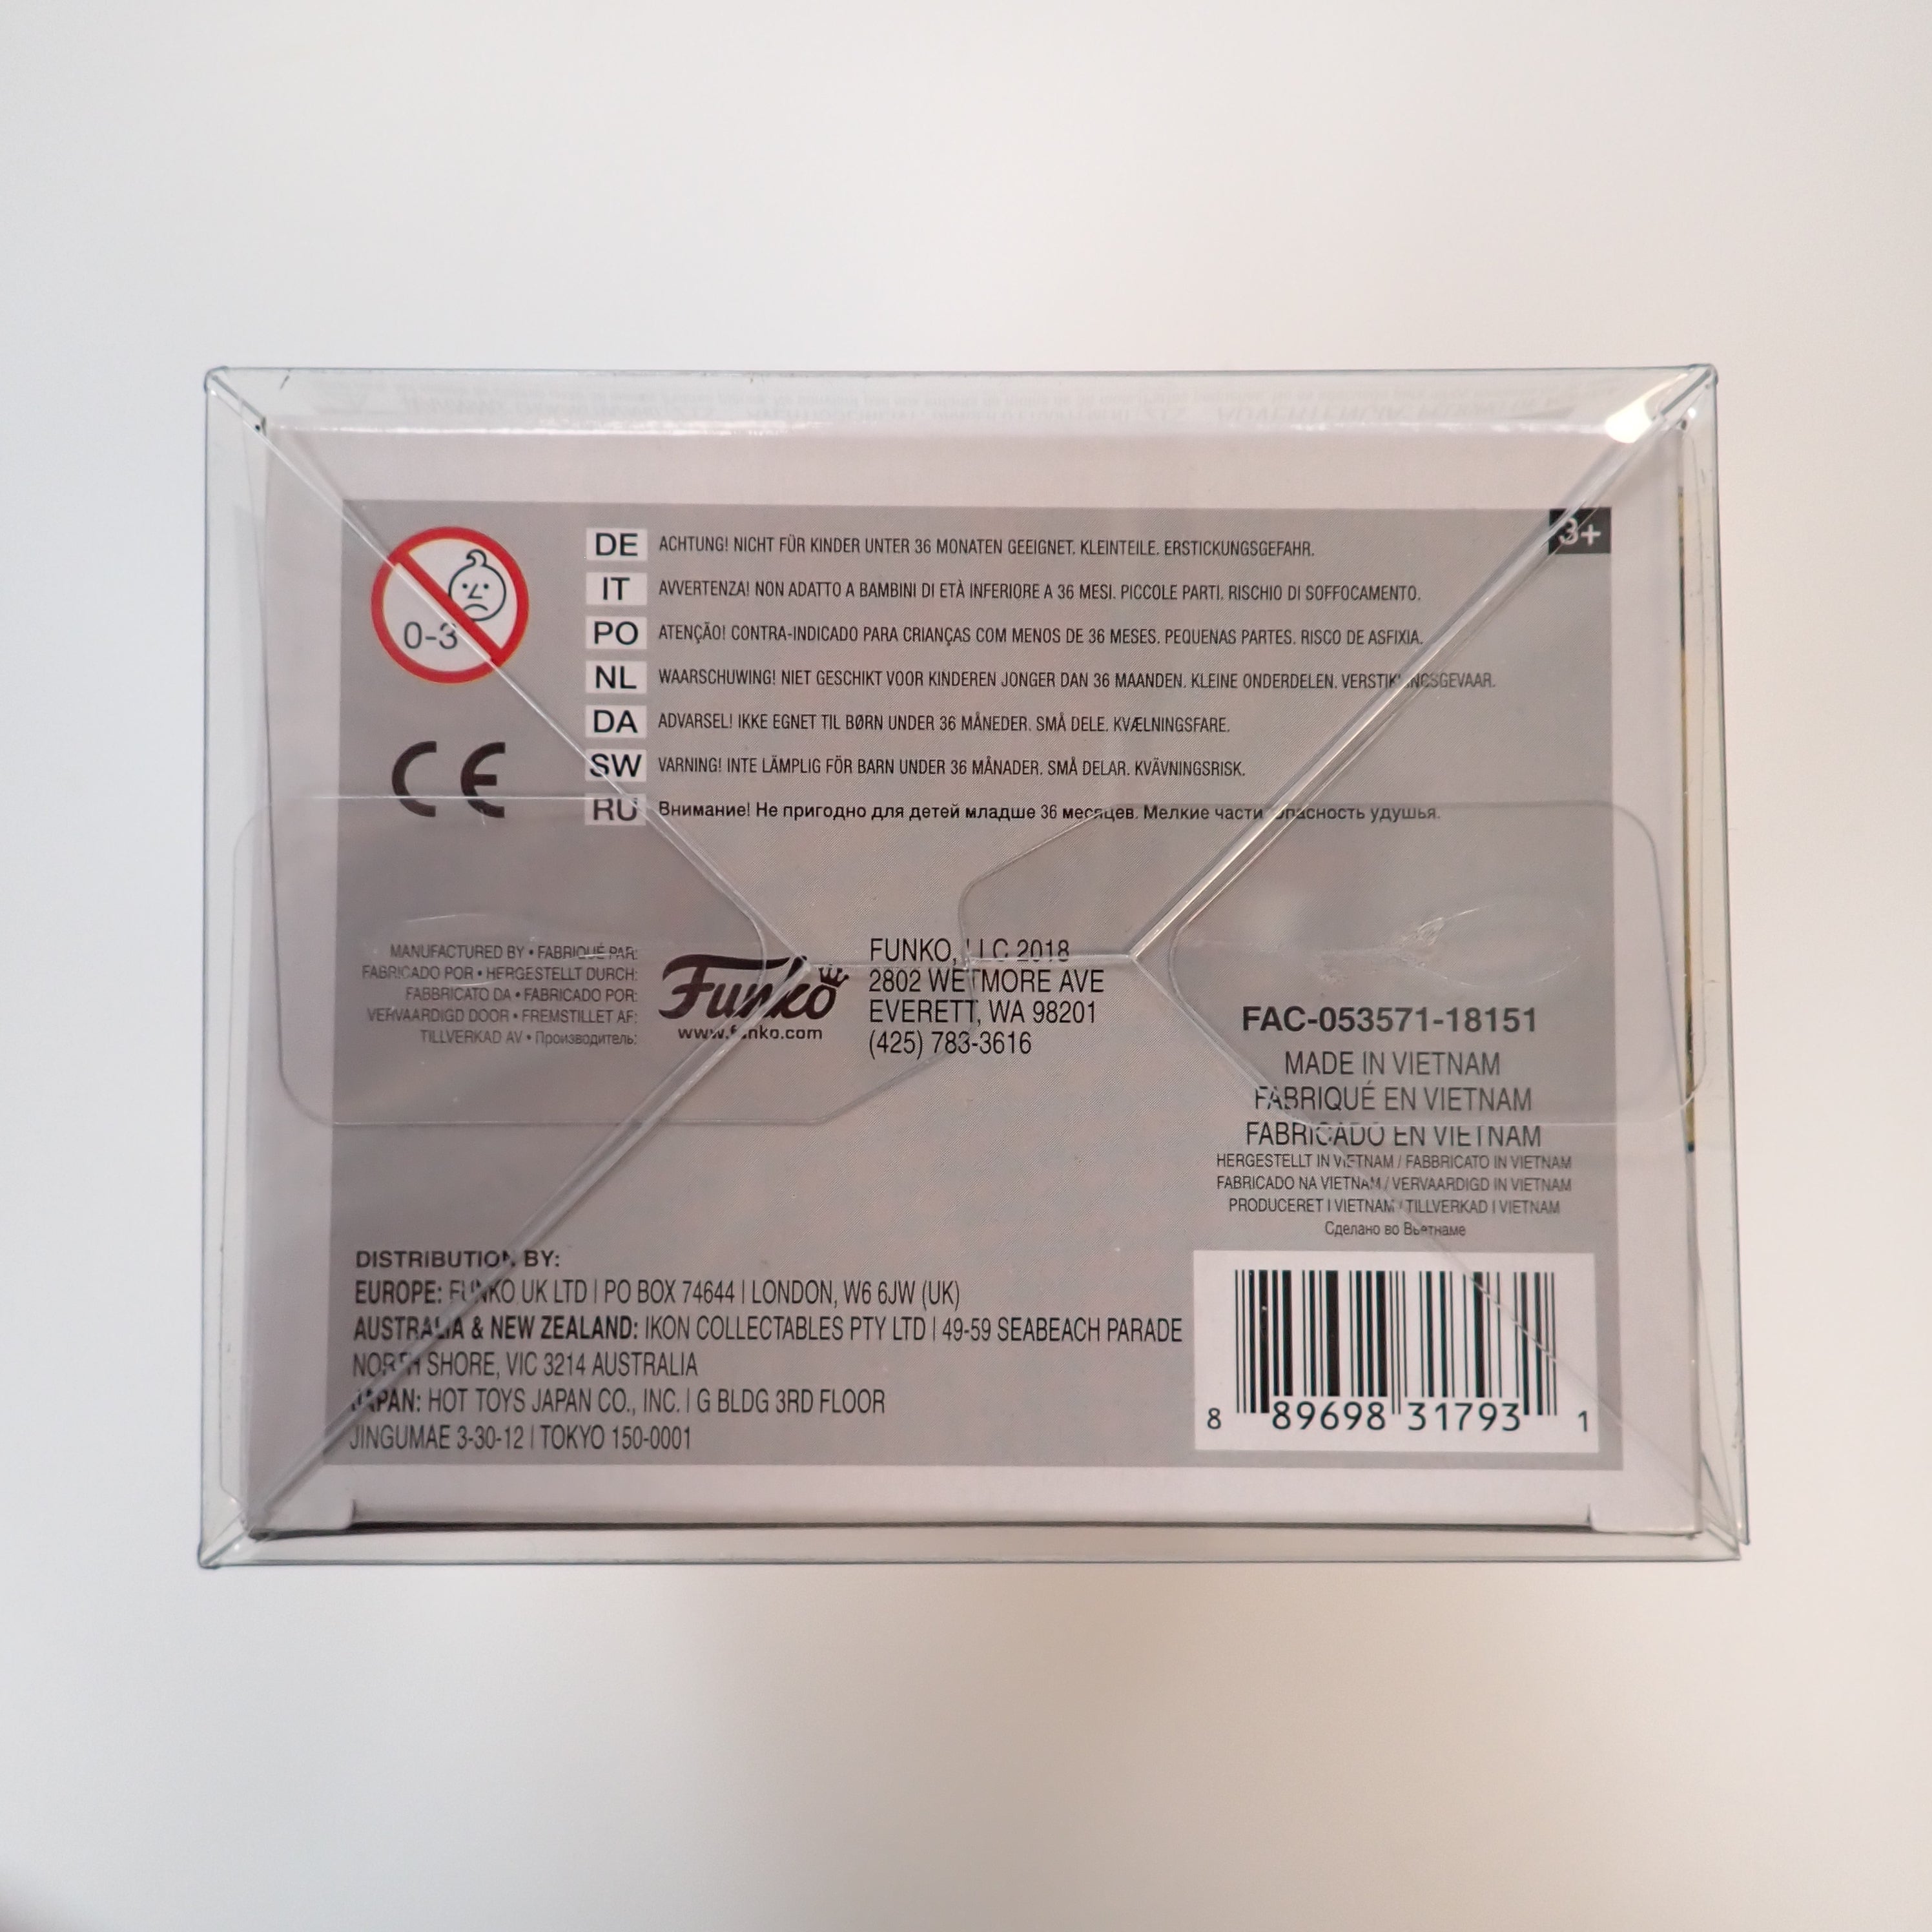 3+
0-3
DE ACHTUNG! NICHT FÜR KINDER UNTER 36 MONATEN GEEIGNET. KLEINTEILE. ERSTICKUNGSGEFAHR.
IT AVVERTENZA! NON ADATTO A BAMBINI DI ETÀ INFERIORE A 36 MESI. PICCOLE PARTI. RISCHIO DI SOFFOCAMENTO.
PO ATENÇÃO! CONTRA-INDICADO PARA CRIANÇAS COM MENOS DE 36 MESES. PEQUENAS PARTES. RISCO DE ASFIXIA.
NL WAARSCHUWING! NIET GESCHIKT VOOR KINDEREN JONGER DAN 36 MAANDEN. KLEINE ONDERDELEN. VERSTIKKINGSGEVAAR.
DA ADVARSEL! IKKE EGNET TIL BØRN UNDER 36 MÅNEDER. SMÅ DELE. KVÆLNINGSFARE.
SW VARNING! INTE LÄMPLIG FÖR BARN UNDER 36 MÅNADER. SMÅ DELAR. KVÄVNINGSRISK.
RU Внимание! Не пригодно для детей младше 36 месяцев. Мелкие части Опасность удушья.
CE
MANUFACTURED BY • FABRIQUÉ PAR:
FABRICADO POR • HERGESTELLT DURCH:
FABBRICATO DA • FABRICADO POR:
VERVAARDIGD DOOR • FREMSTILLET AF:
TILLVERKAD AV • Производитель:
Funko
www.funko.com
FUNKO, LLC 2018
2802 WETMORE AVE
EVERETT, WA 98201
(425) 783-3616
FAC-053571-18151
MADE IN VIETNAM
FABRIQUÉ EN VIETNAM
FABRICADO EN VIETNAM
HERGESTELLT IN VIETNAM / FABBRICATO IN VIETNAM
FABRICADO NA VIETNAM / VERVAARDIGD IN VIETNAM
PRODUCERET I VIETNAM / TILLVERKAD I VIETNAM
Сделано во Вьетнаме
DISTRIBUTION BY:
EUROPE: FUNKO UK LTD | PO BOX 74644 | LONDON, W6 6JW (UK)
AUSTRALIA & NEW ZEALAND: IKON COLLECTABLES PTY LTD | 49-59 SEABEACH PARADE
NORTH SHORE, VIC 3214 AUSTRALIA
JAPAN: HOT TOYS JAPAN CO., INC. | G BLDG 3RD FLOOR
JINGUMAE 3-30-12 | TOKYO 150-0001
8 89698 31793 1